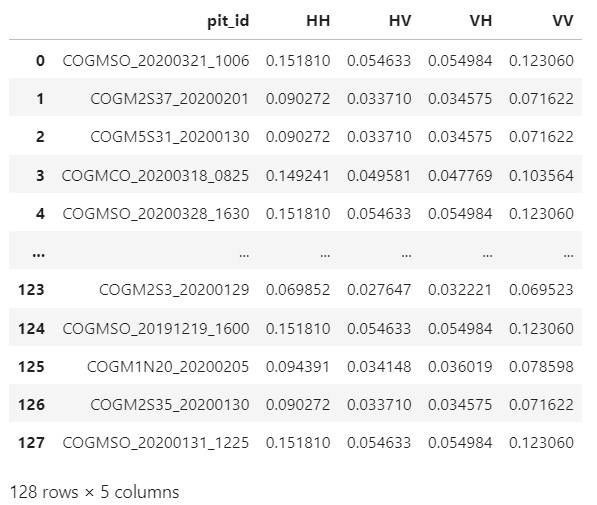 pit_id HH HV VH VV
0 COGMSO_20200321_1006 0.151810 0.054633 0.054984 0.123060
1 COGM2S37_20200201 0.090272 0.033710 0.034575 0.071622
2 COGM5S31_20200130 0.090272 0.033710 0.034575 0.071622
3 COGMCO_20200318_0825 0.149241 0.049581 0.047769 0.103564
4 COGMSO_20200328_1630 0.151810 0.054633 0.054984 0.123060
... ... ... ... ... ...
123 COGM2S3_20200129 0.069852 0.027647 0.032221 0.069523
124 COGMSO_20191219_1600 0.151810 0.054633 0.054984 0.123060
125 COGM1N20_20200205 0.094391 0.034148 0.036019 0.078598
126 COGM2S35_20200130 0.090272 0.033710 0.034575 0.071622
127 COGMSO_20200131_1225 0.151810 0.054633 0.054984 0.123060
128 rows × 5 columns